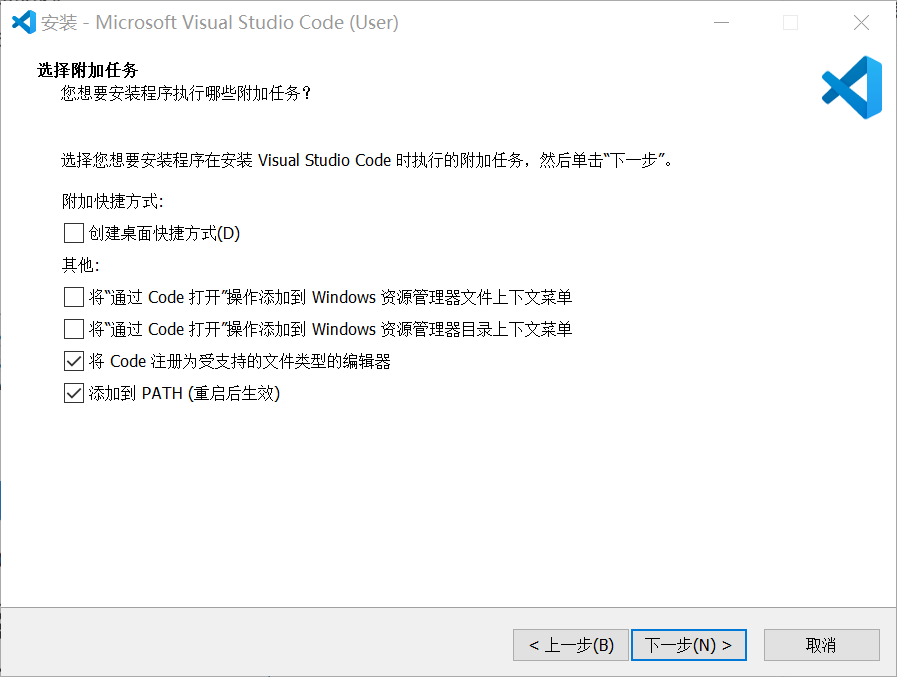 安装 - Microsoft Visual Studio Code (User)
选择附加任务
您想要安装程序执行哪些附加任务？
选择您想要安装程序在安装 Visual Studio Code 时执行的附加任务，然后单击“下一步”。
附加快捷方式:
创建桌面快捷方式(D)
其他:
将“通过 Code 打开”操作添加到 Windows 资源管理器文件上下文菜单
将“通过 Code 打开”操作添加到 Windows 资源管理器目录上下文菜单
将 Code 注册为受支持的文件类型的编辑器
添加到 PATH (重启后生效)
< 上一步(B) 下一步(N) > 取消